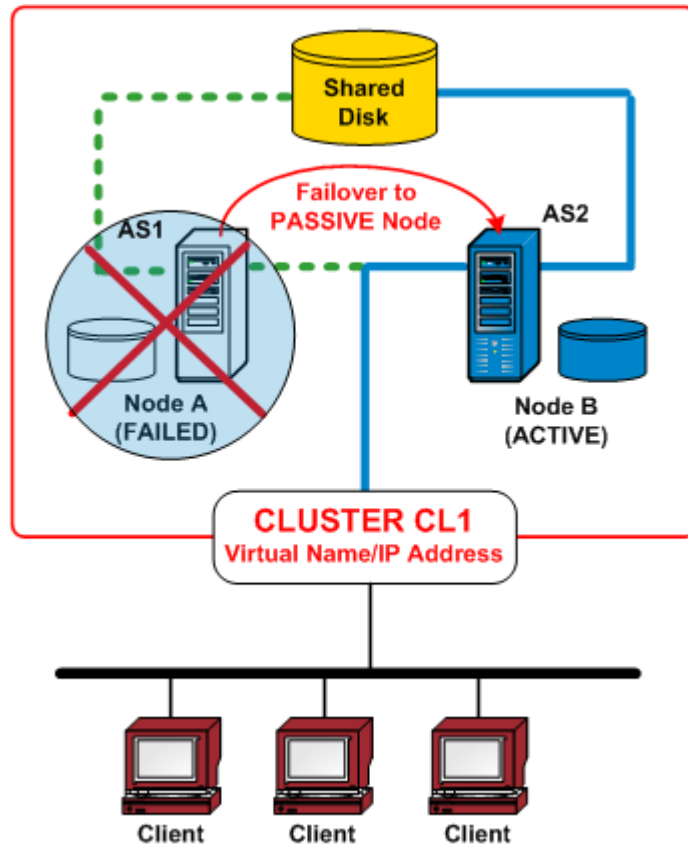 Shared
Disk
Failover to
PASSIVE Node
AS1
AS2
Node A
(FAILED)
Node B
(ACTIVE)
CLUSTER CL1
Virtual Name/IP Address
Client
Client
Client